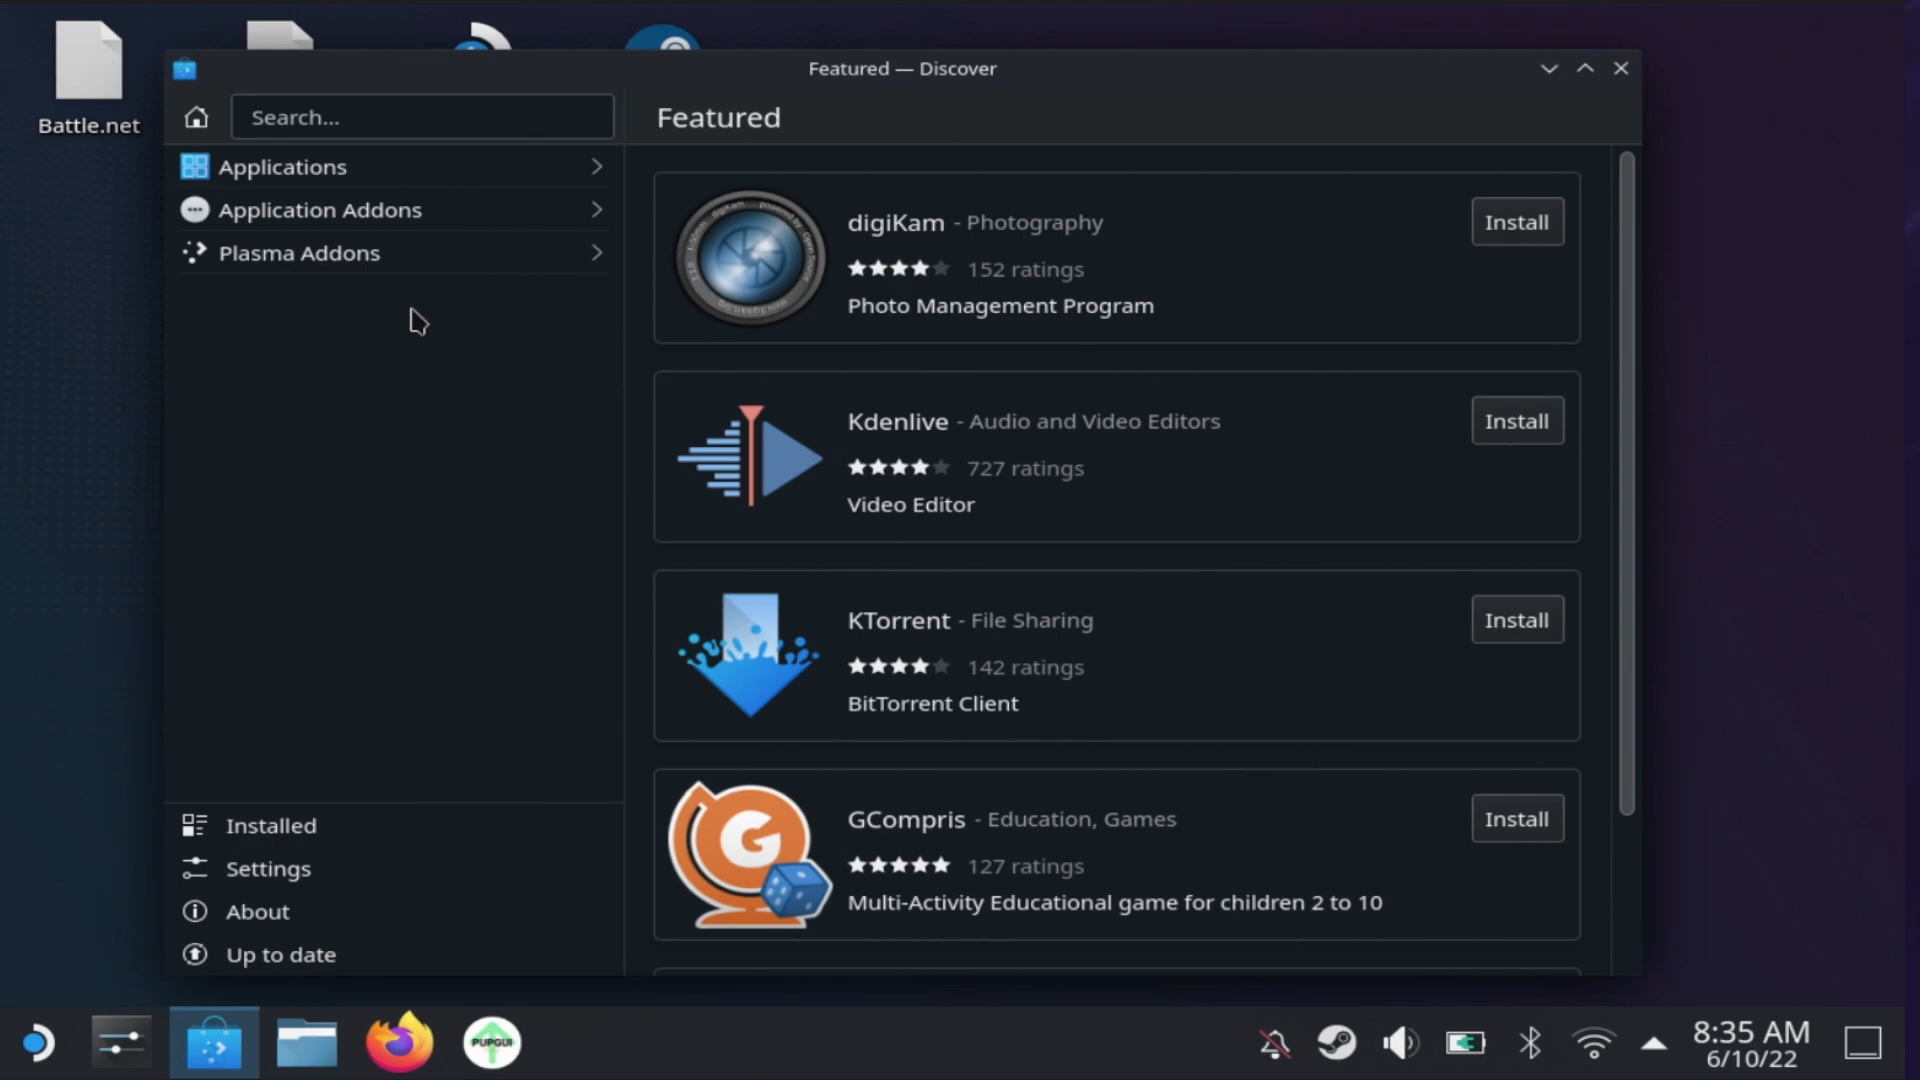 Battle.net
Featured — Discover
Search...
Featured
Applications
Application Addons
Plasma Addons
digiKam - Photography
Install
152 ratings
Photo Management Program
Kdenlive - Audio and Video Editors
Install
727 ratings
Video Editor
KTorrent - File Sharing
Install
142 ratings
BitTorrent Client
GCompris - Education, Games
Install
127 ratings
Multi-Activity Educational game for children 2 to 10
Installed
Settings
About
Up to date
PUPGUI
8:35 AM
6/10/22